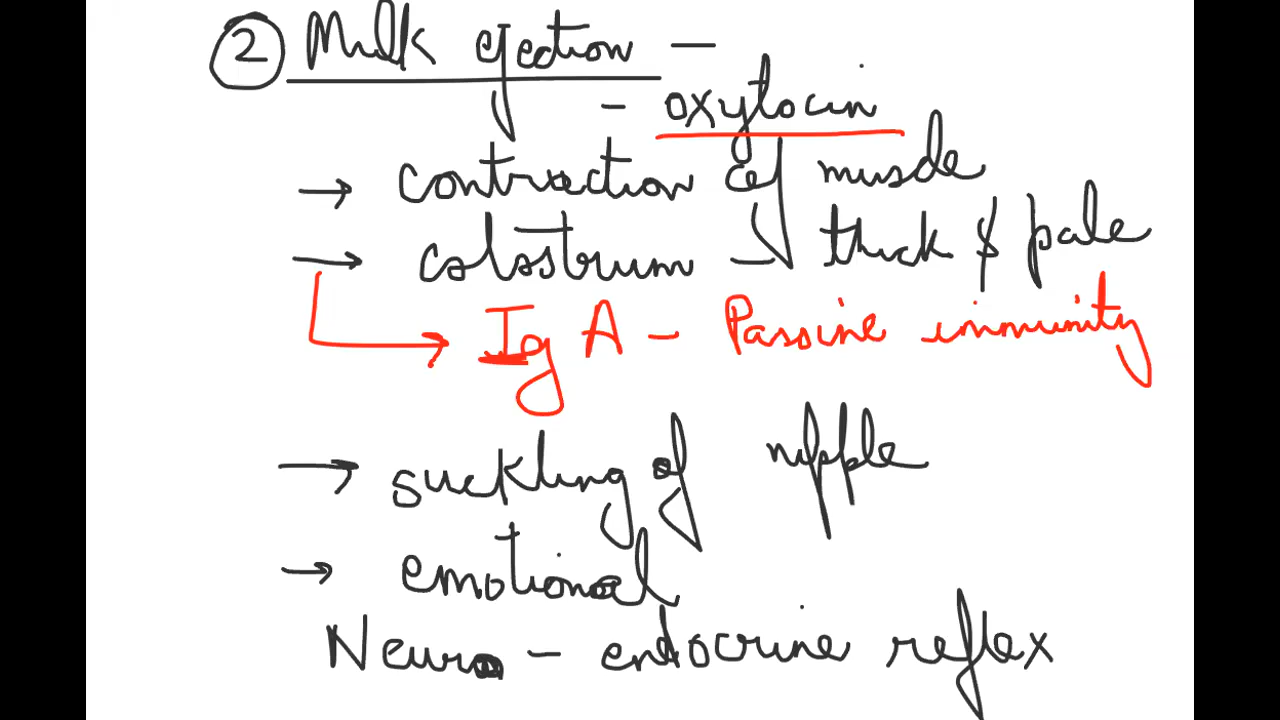 ② Milk ejection -
- oxytocin
→ contraction of muscle
→ colostrum - thick & pale
→ Ig A - Passive immunity
→ suckling of nipple
→ emotional
Neuro - endocrine reflex